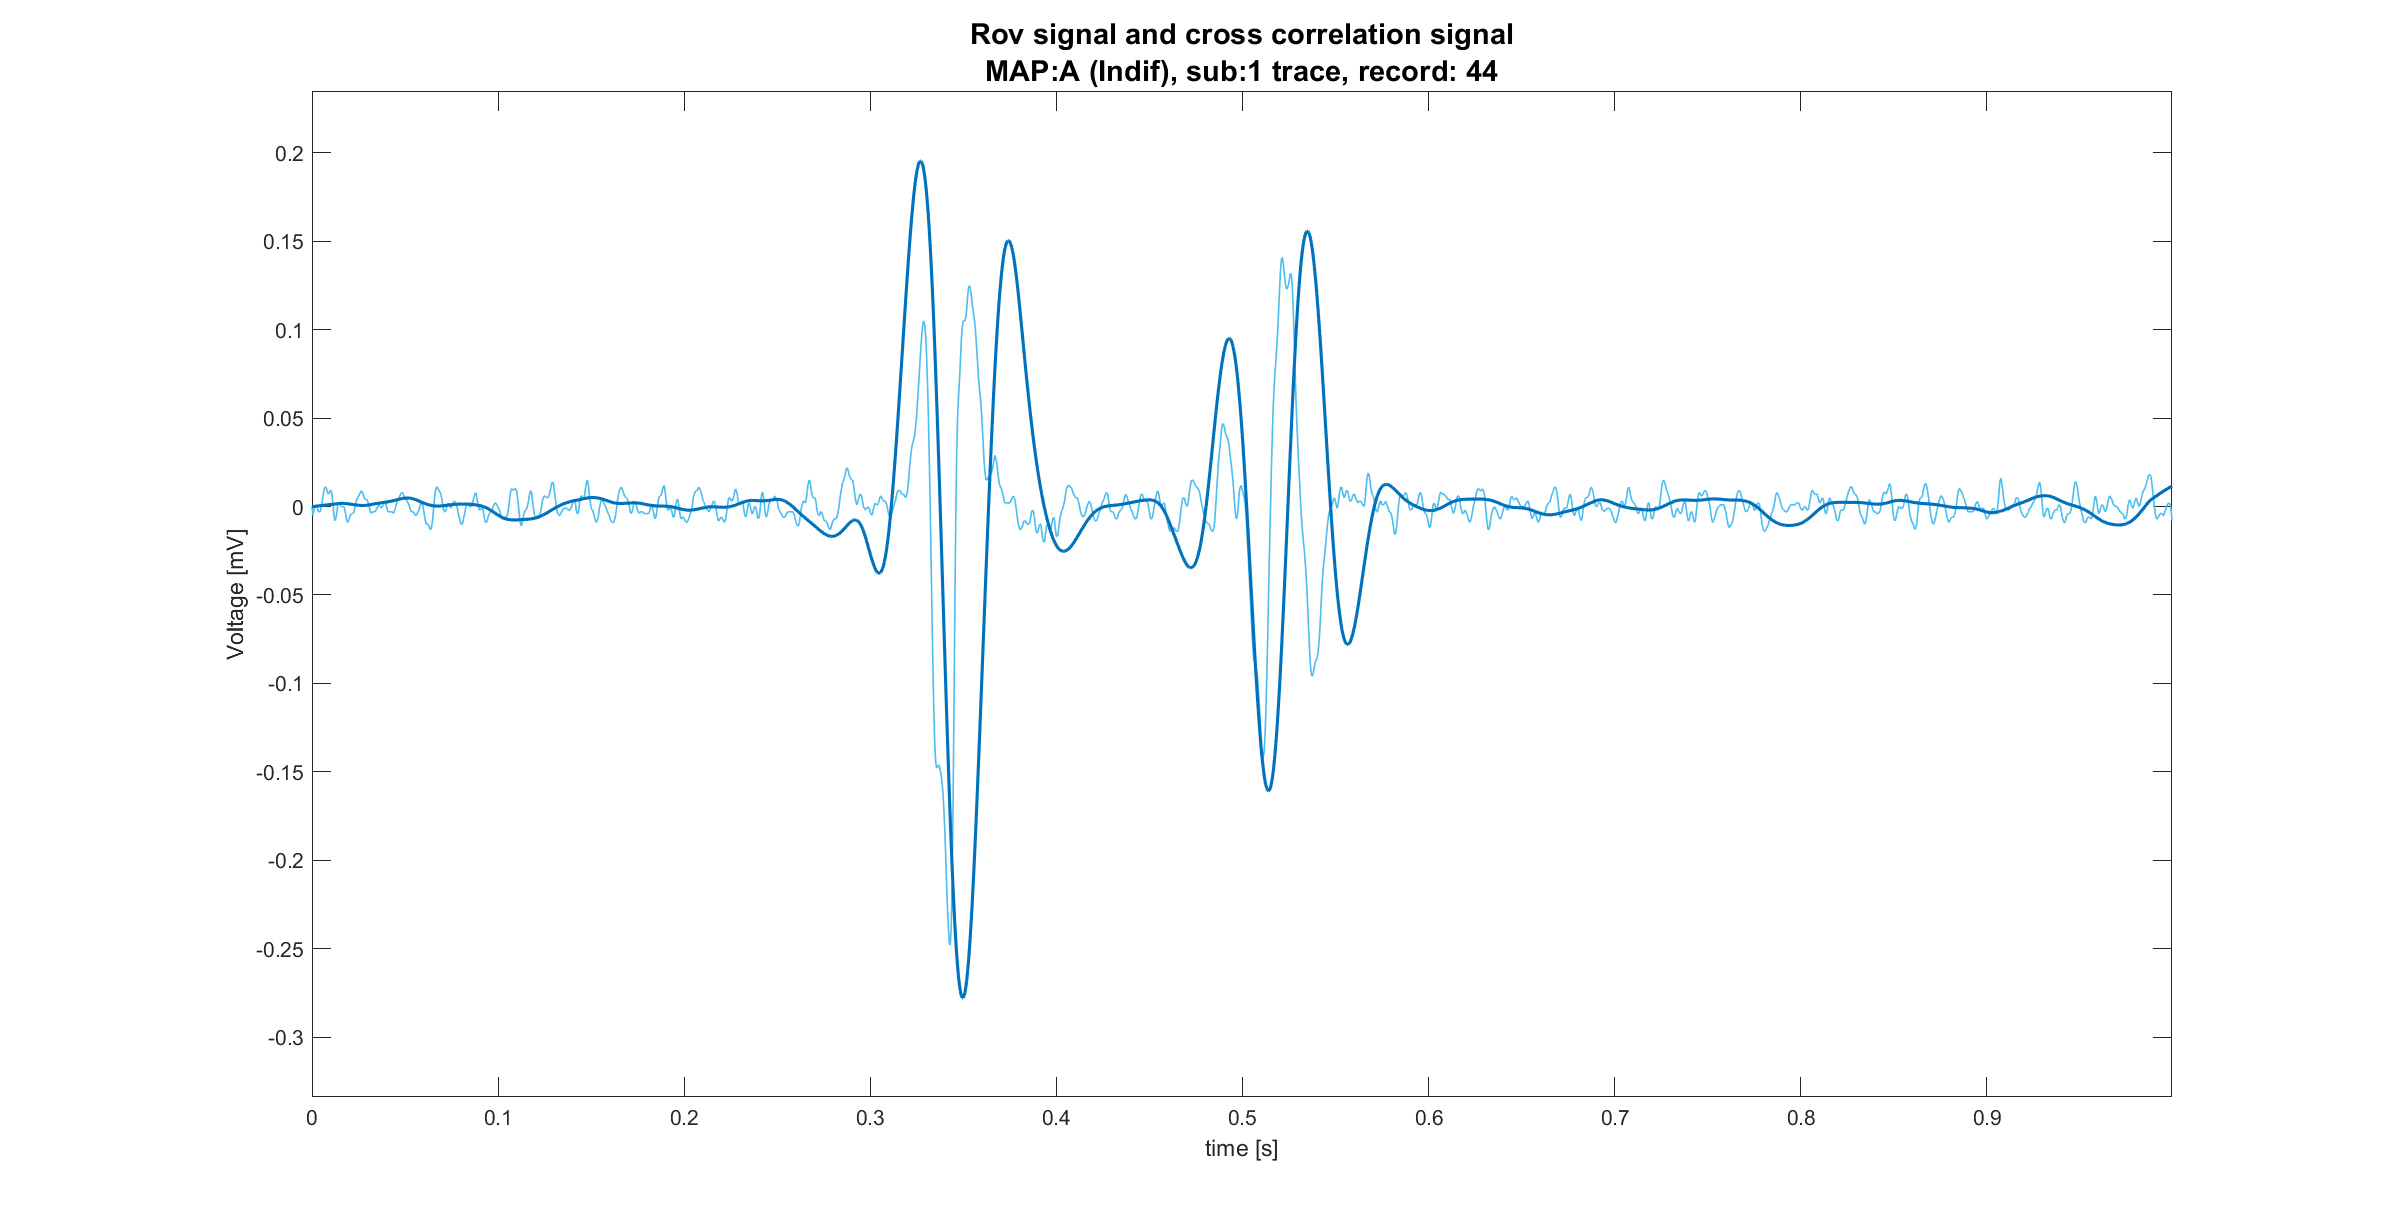 Rov signal and cross correlation signal
MAP:A (Indif), sub:1 trace, record: 44
0.2
0.15
0.1
0.05
0
-0.05
-0.1
-0.15
-0.2
-0.25
-0.3
Voltage [mV]
0 0.1 0.2 0.3 0.4 0.5 0.6 0.7 0.8 0.9
time [s]